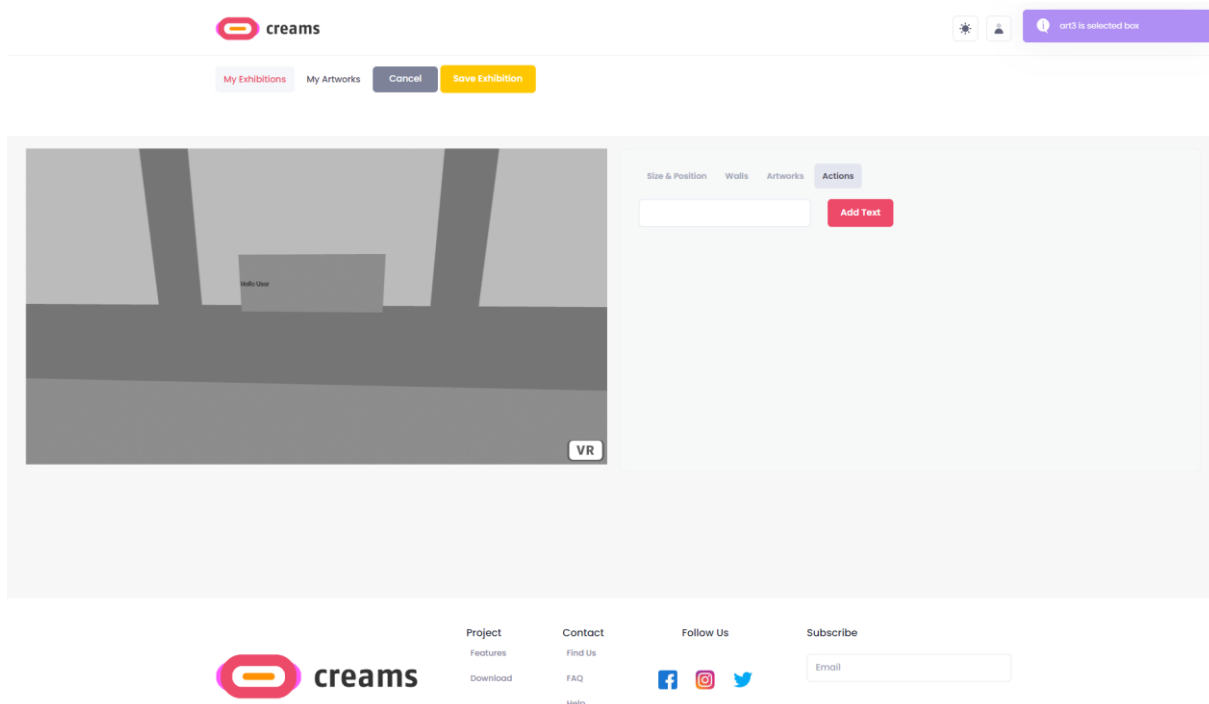 creams
art3 is selected box
My Exhibitions
My Artworks
Cancel
Save Exhibition
Size & Position
Walls
Artworks
Actions
Add Text
Hello User
VR
Project
Contact
Follow Us
Subscribe
Features
Find Us
Email
creams
Download
FAQ
Help